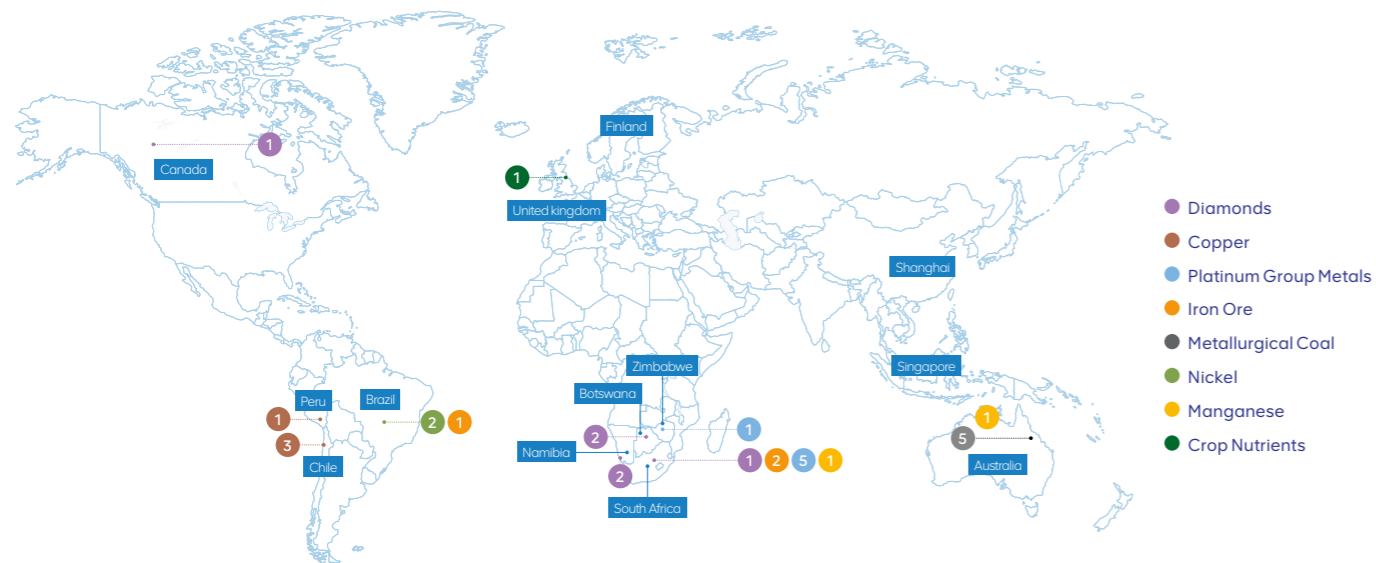 Finland
1
Canada
1
United kingdom
Shanghai
Zimbabwe
Singapore
Botswana
Peru
Brazil
1
2 1
3
Chile
2
1
Namibia
1 2 5 1
2
South Africa
1
5
Australia
Diamonds
Copper
Platinum Group Metals
Iron Ore
Metallurgical Coal
Nickel
Manganese
Crop Nutrients